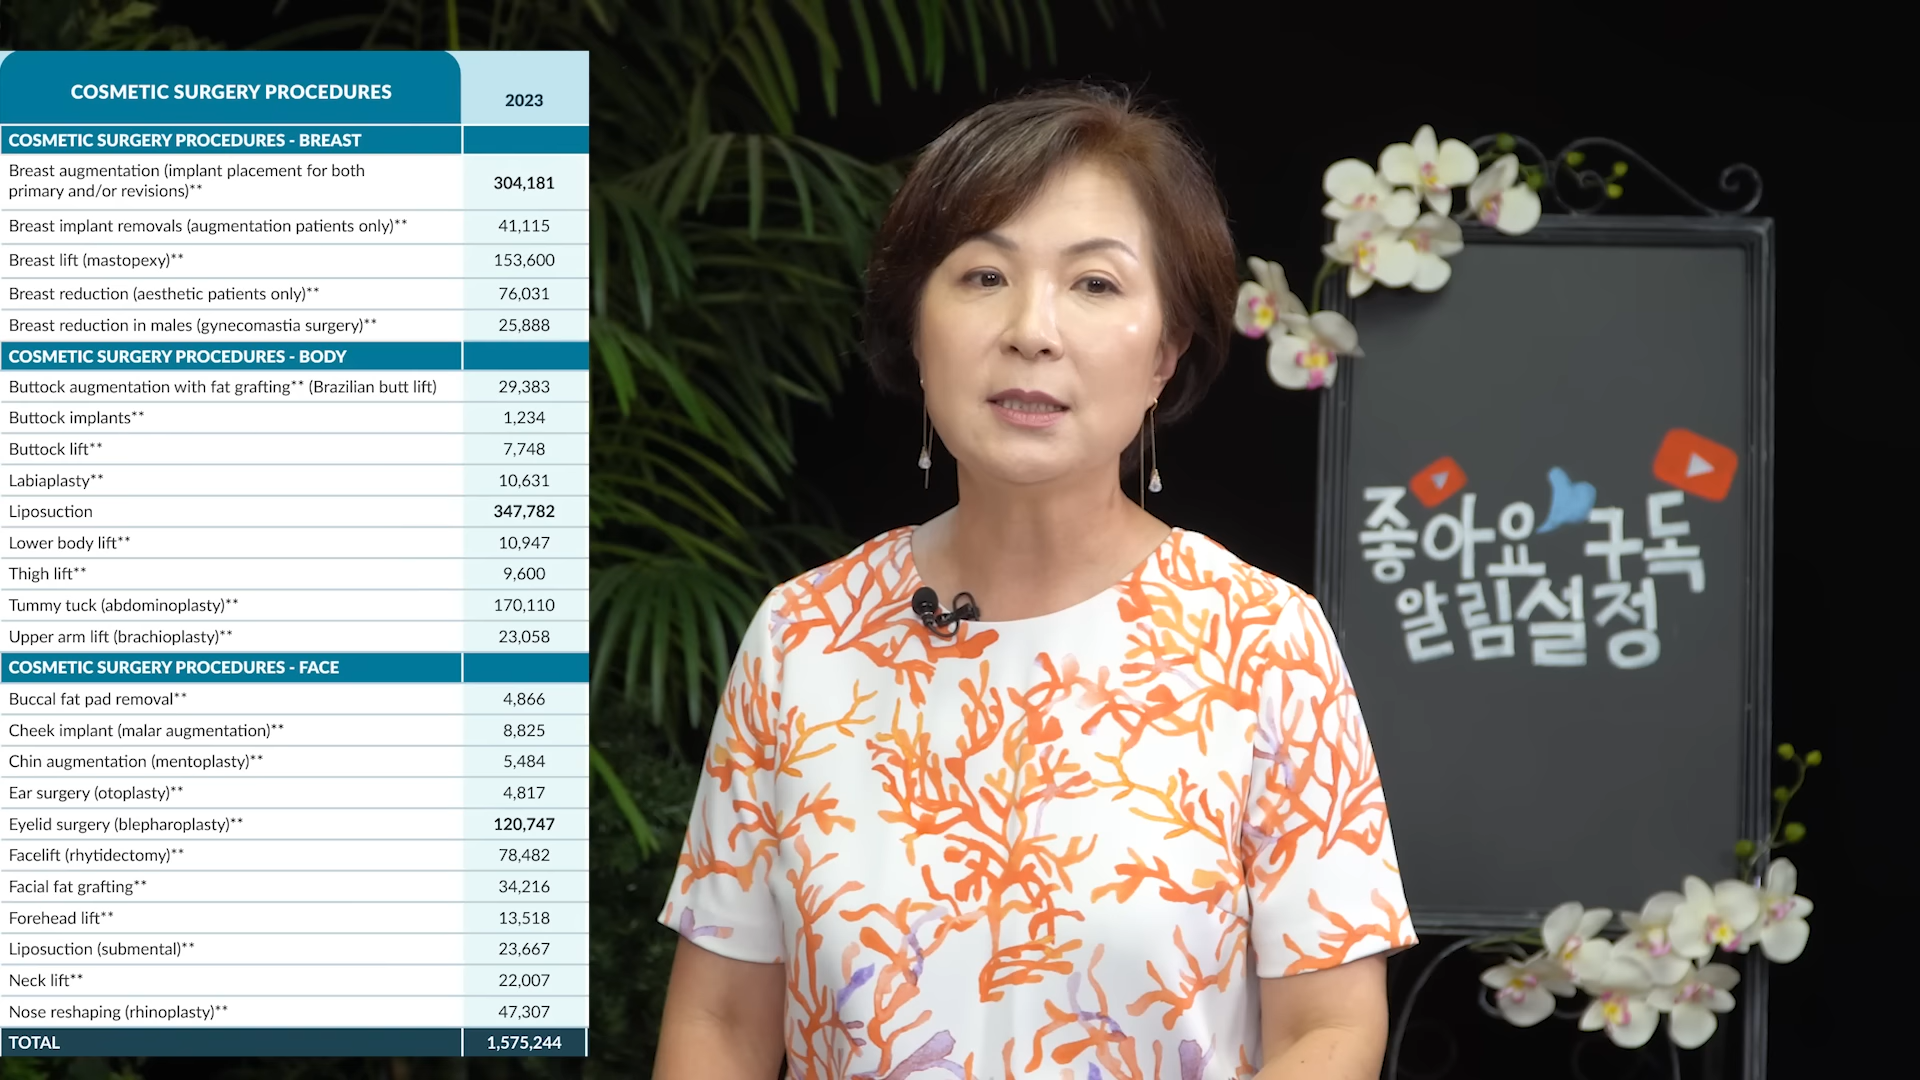 COSMETIC SURGERY PROCEDURES 2023
COSMETIC SURGERY PROCEDURES - BREAST
Breast augmentation (implant placement for both
primary and/or revisions)** 304,181
Breast implant removals (augmentation patients only)** 41,115
Breast lift (mastopexy)** 153,600
Breast reduction (aesthetic patients only)** 76,031
Breast reduction in males (gynecomastia surgery)** 25,888
COSMETIC SURGERY PROCEDURES - BODY
Buttock augmentation with fat grafting** (Brazilian butt lift) 29,383
Buttock implants** 1,234
Buttock lift** 7,748
Labiaplasty** 10,631
Liposuction 347,782
Lower body lift** 10,947
Thigh lift** 9,600
Tummy tuck (abdominoplasty)** 170,110
Upper arm lift (brachioplasty)** 23,058
COSMETIC SURGERY PROCEDURES - FACE
Buccal fat pad removal** 4,866
Cheek implant (malar augmentation)** 8,825
Chin augmentation (mentoplasty)** 5,484
Ear surgery (otoplasty)** 4,817
Eyelid surgery (blepharoplasty)** 120,747
Facelift (rhytidectomy)** 78,482
Facial fat grafting** 34,216
Forehead lift** 13,518
Liposuction (submental)** 23,667
Neck lift** 22,007
Nose reshaping (rhinoplasty)** 47,307
TOTAL 1,575,244
좋아요 구독
알림설정